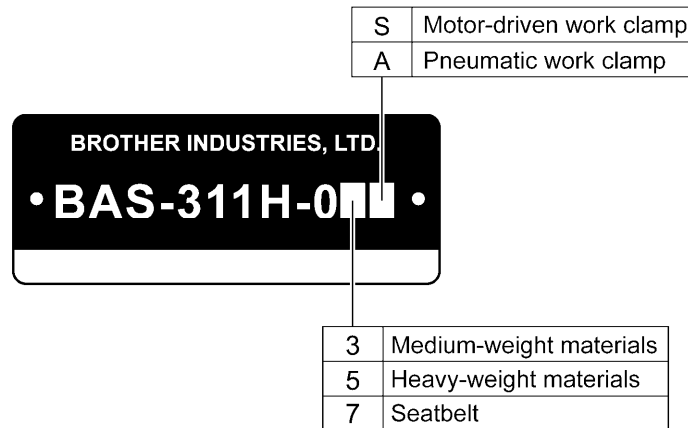 S Motor-driven work clamp
A Pneumatic work clamp
BROTHER INDUSTRIES, LTD.
BAS-311H-0
3 Medium-weight materials
5 Heavy-weight materials
7 Seatbelt